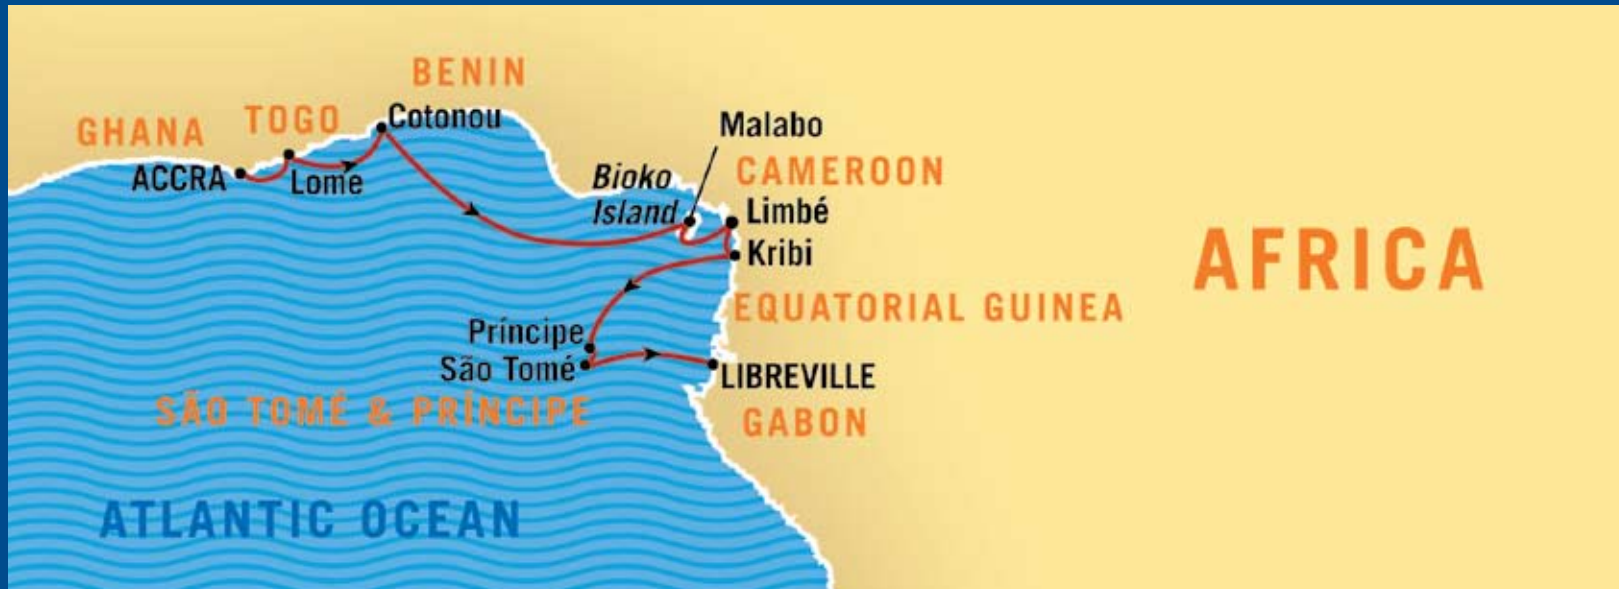 BENIN
Cotonou
TOGO
GHANA
ACCRA
Lome
Malabo
CAMEROON
Bioko
Island
Limbé
Kribi
AFRICA
EQUATORIAL GUINEA
Príncipe
São Tomé
LIBREVILLE
SÃO TOMÉ & PRÍNCIPE
GABON
ATLANTIC OCEAN